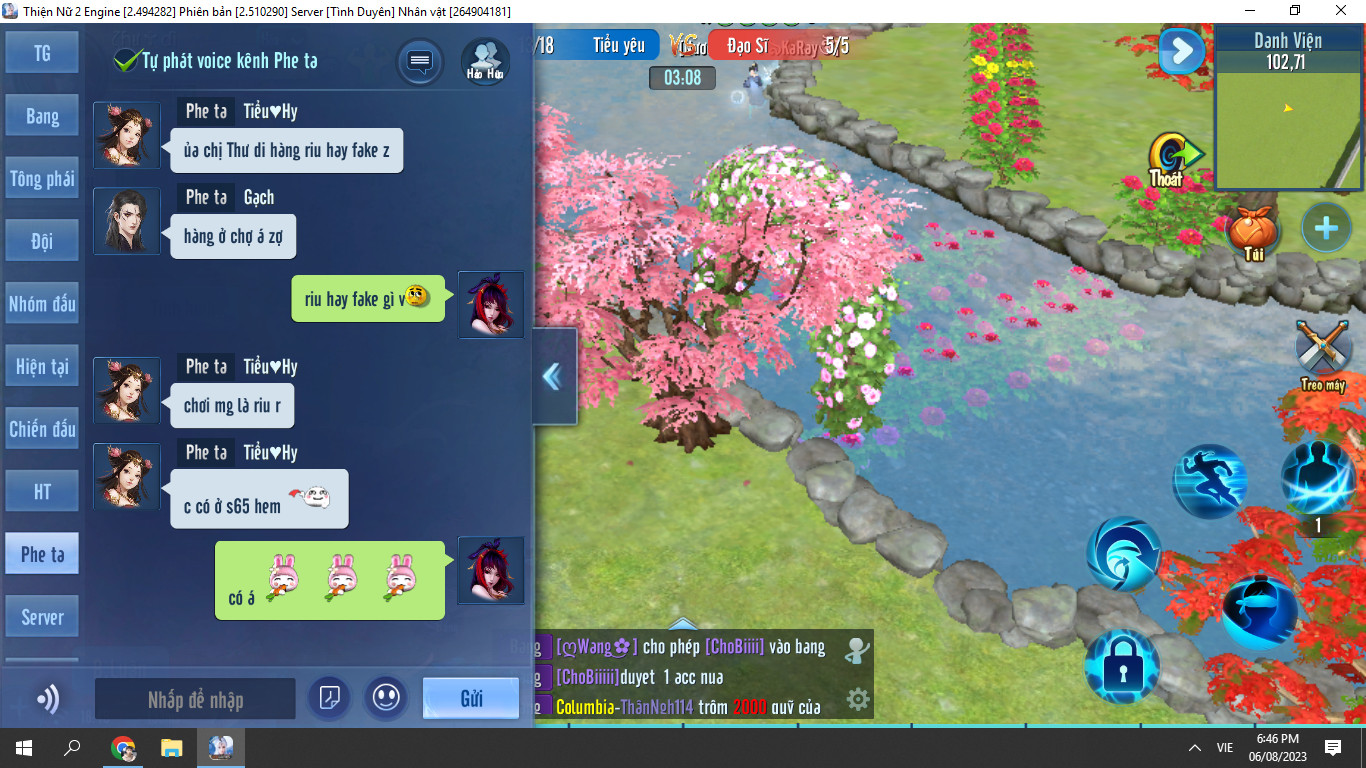 Thiện Nữ 2 Engine [2.494282] Phiên bản [2.510290] Server [Tình Duyên] Nhân vật [264904181]
TG
Bang
Tông phái
Đội
Nhóm đấu
Hiện tại
Chiến đấu
HT
Phe ta
Server
Tự phát voice kênh Phe ta
Hảo Hữu
Phe ta Tiểu♥Hy
ủa chị Thư di hàng riu hay fake z
Phe ta Gạch
hàng ở chợ á zợ
riu hay fake gì v
Phe ta Tiểu♥Hy
chơi mg là riu r
Phe ta Tiểu♥Hy
c có ở s65 hem
có á
Nhấp để nhập
Gửi
/18 Tiểu yêu
VS
Đạo Sĩ 5/5
03:08
Danh Viện
102,71
Thoát
Túi
Treo máy
1
[ღWang✿] cho phép [ChoBiiii] vào bang
[ChoBiiiii]duyet 1 acc nua
Columbia-ThânNgh114 trôm 2000 quỹ của
VIE
6:46 PM
06/08/2023